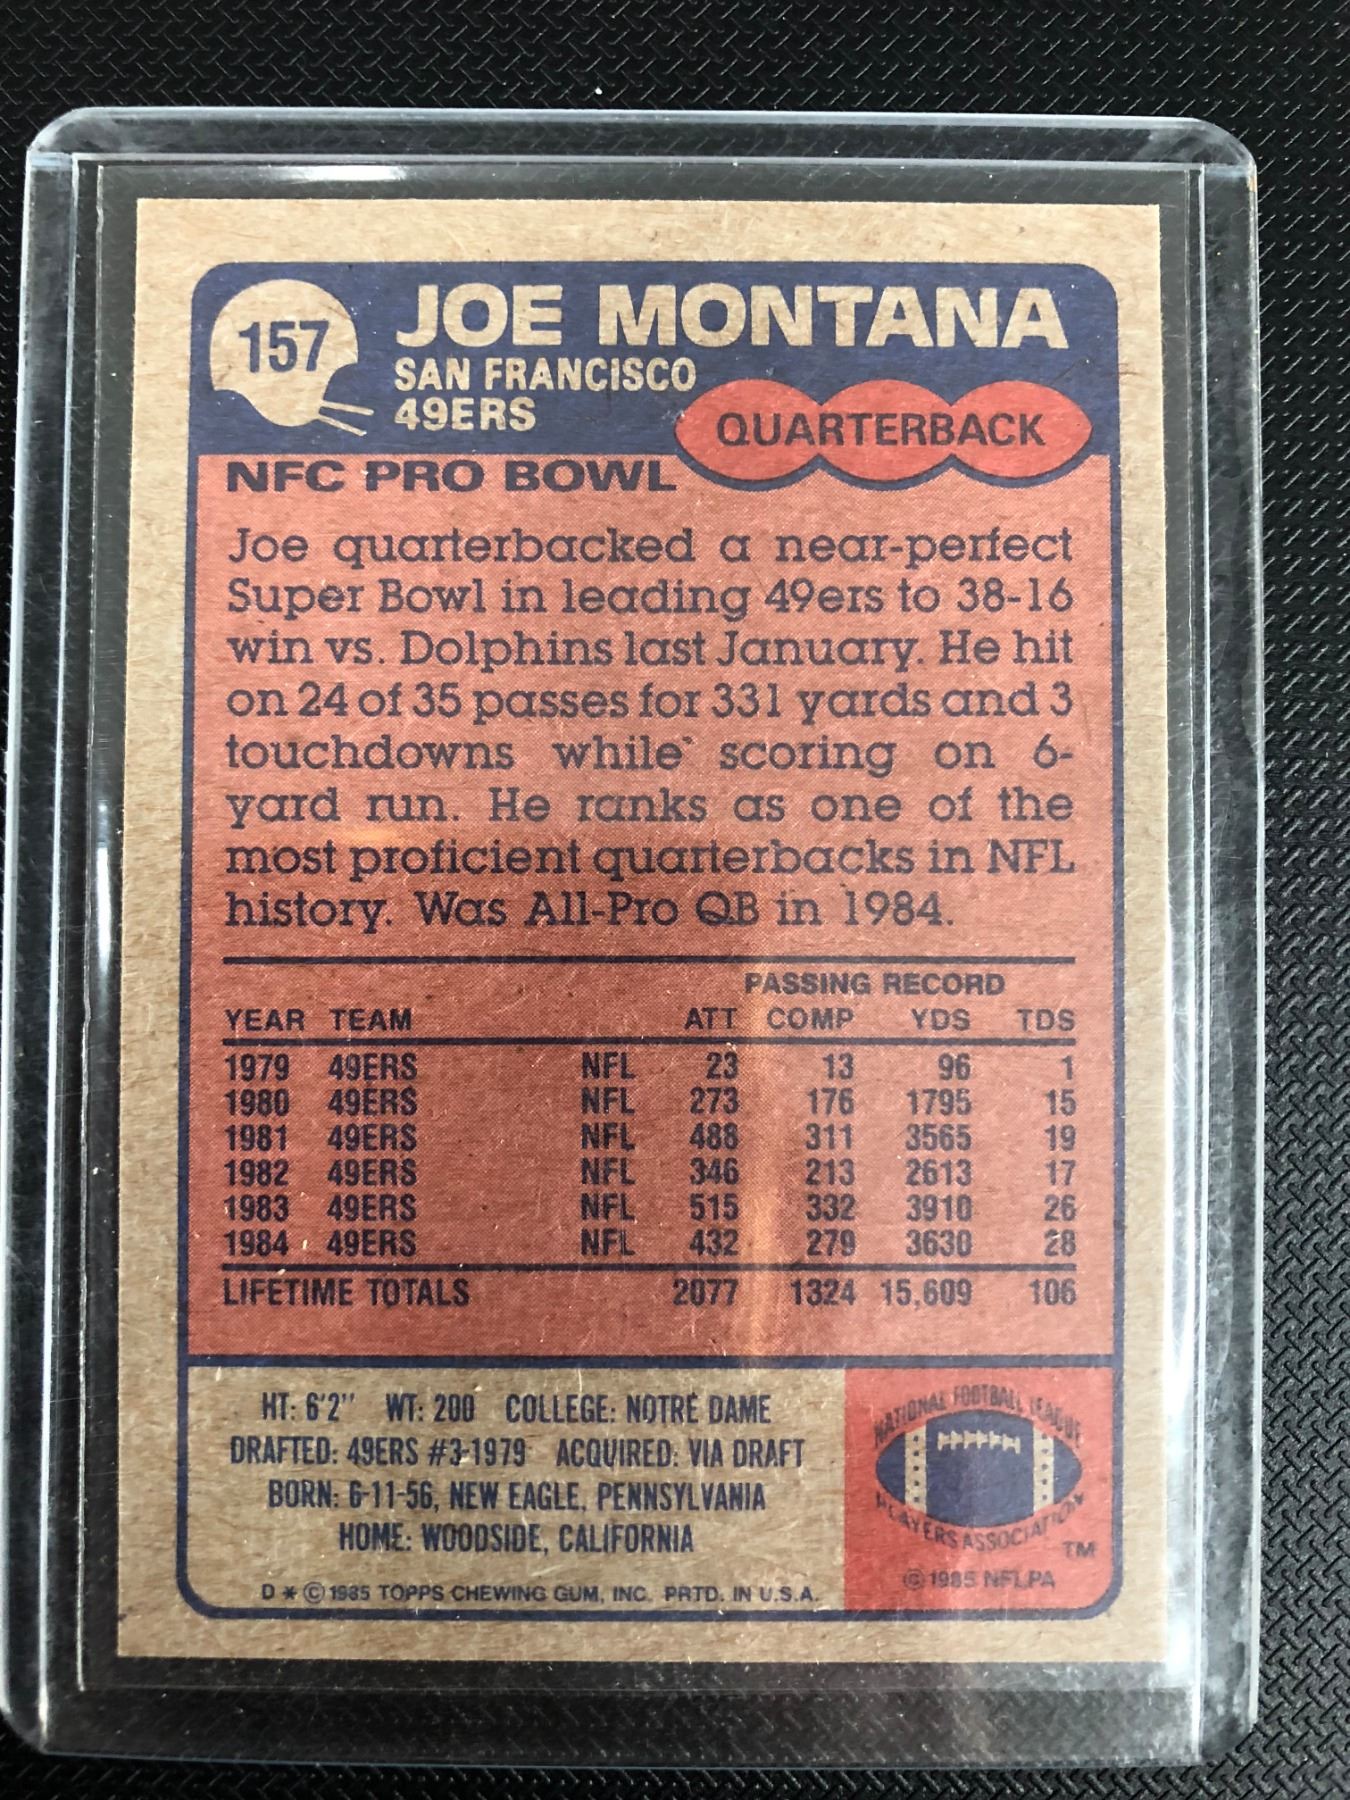 157
JOE MONTANA
SAN FRANCISCO
49ERS
QUARTERBACK
NFC PRO BOWL
Joe quarterbacked a near-perfect
Super Bowl in leading 49ers to 38-16
win vs. Dolphins last January. He hit
on 24 of 35 passes for 331 yards and 3
touchdowns while scoring on 6-
yard run. He ranks as one of the
most proficient quarterbacks in NFL
history. Was All-Pro QB in 1984.
PASSING RECORD
YEAR TEAM ATT COMP YDS TDS
1979 49ERS NFL 23 13 96 1
1980 49ERS NFL 273 176 1795 15
1981 49ERS NFL 488 311 3565 19
1982 49ERS NFL 346 213 2613 17
1983 49ERS NFL 515 332 3910 26
1984 49ERS NFL 432 279 3630 28
LIFETIME TOTALS 2077 1324 15,609 106
HT: 6'2" WT: 200 COLLEGE: NOTRE DAME
DRAFTED: 49ERS #3-1979 ACQUIRED: VIA DRAFT
BORN: 6-11-56, NEW EAGLE, PENNSYLVANIA
HOME: WOODSIDE, CALIFORNIA
D * © 1985 TOPPS CHEWING GUM, INC. PRTD. IN U.S.A.
NATIONAL FOOTBALL LEAGUE
PLAYERS ASSOCIATION
TM
© 1985 NFLPA